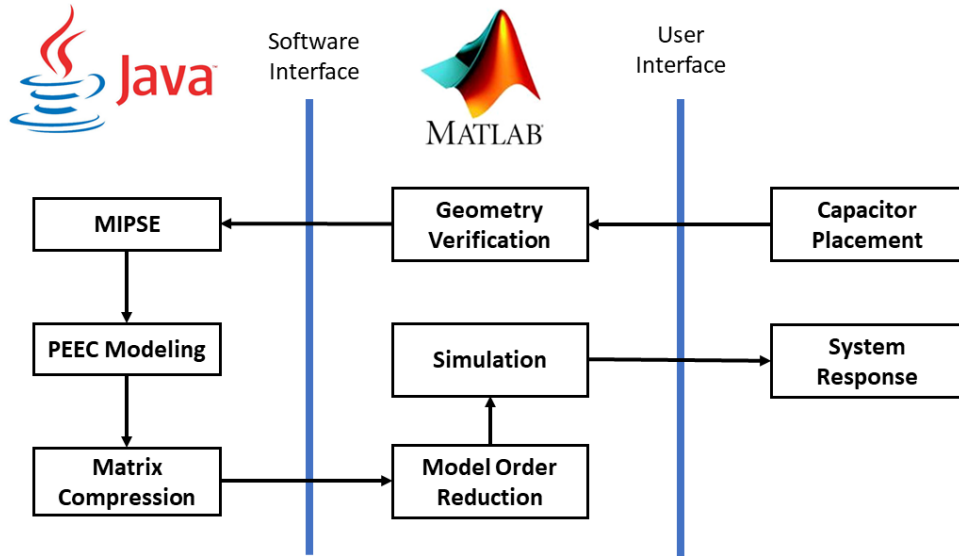 Java™
Software
Interface
MATLAB®
User
Interface
MIPSE
Geometry
Verification
Capacitor
Placement
PEEC Modeling
Simulation
System
Response
Matrix
Compression
Model Order
Reduction